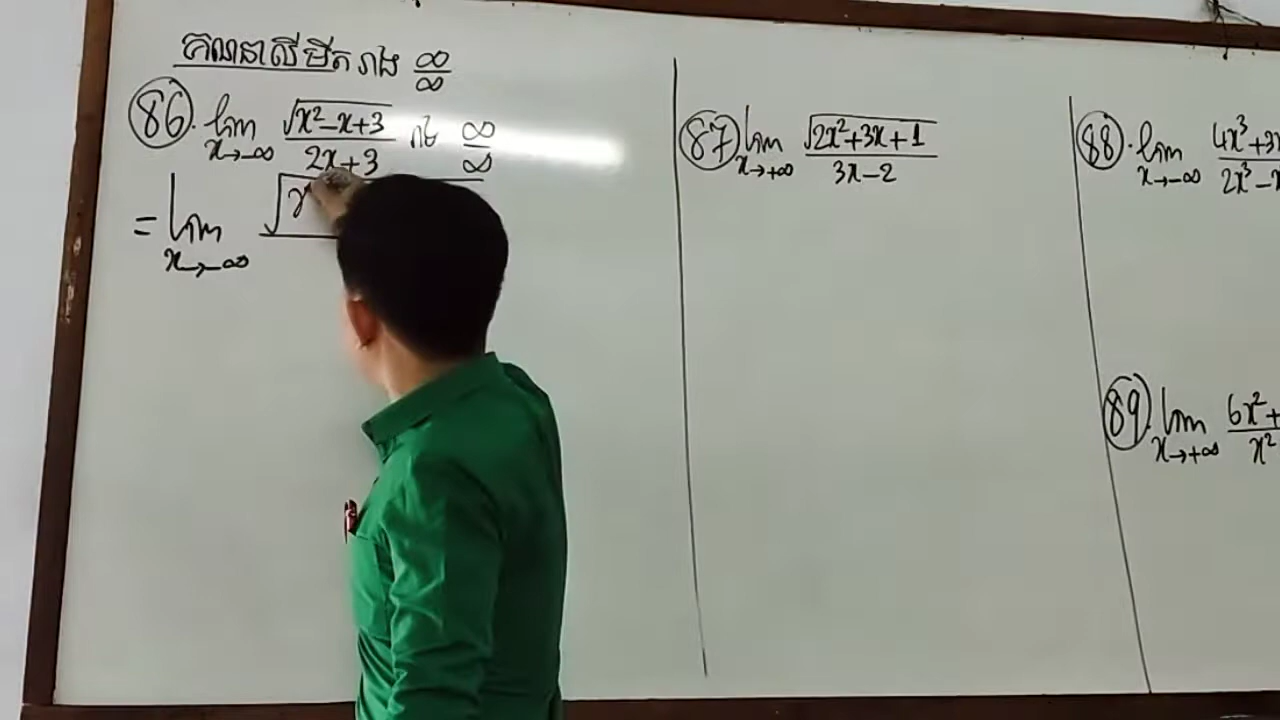 គណនាលីមីត រាង ∞/∞
86. lim x→-∞ √(x²-x+3) / (2x+3) រាង ∞/∞
= lim x→-∞ √
87 lim x→+∞ √(2x²+3x+1) / (3x-2)
88. lim x→-∞ 4x³+3x / 2x³-x
89. lim x→+∞ 6x²+ / x²